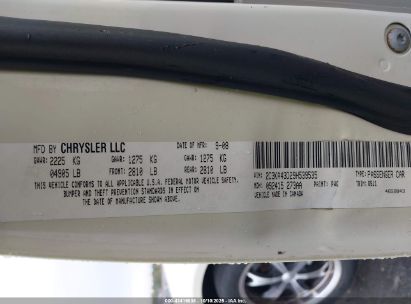 MFD BY CHRYSLER LLC
DATE OF MFR: 9-08
GVWR: 2225 KG
GAWR: 1275 KG
GAWR: 1275 KG
04905 LB
FRONT: 2810 LB
REAR: 2810 LB
THIS VEHICLE CONFORMS TO ALL APPLICABLE U.S.A. FEDERAL MOTOR VEHICLE SAFETY,
BUMPER AND THEFT PREVENTION STANDARDS IN EFFECT ON
THE DATE OF MANUFACTURE SHOWN ABOVE
TYPE: PASSENGER CAR
MDH: 092415 273AA
VEHICLE MADE IN CANADA